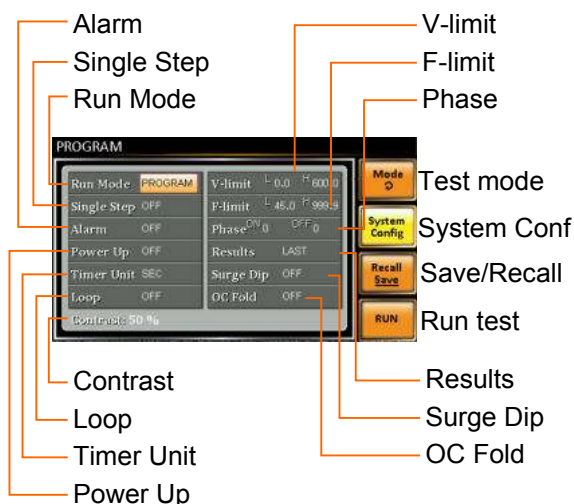 Alarm
Single Step
Run Mode
V-limit
F-limit
Phase
PROGRAM
Run Mode PROGRAM
Single Step OFF
Alarm OFF
Power Up OFF
Timer Unit SEC
Loop OFF
Contrast: 50 %
V-limit L 0.0 H 600.0
F-limit L 45.0 H 999.9
Phase ON 0 OFF 0
Results LAST
Surge Dip OFF
OC Fold OFF
Mode
System
Config
Recall
Save
RUN
Test mode
System Conf
Save/Recall
Run test
Contrast
Loop
Timer Unit
Power Up
Results
Surge Dip
OC Fold